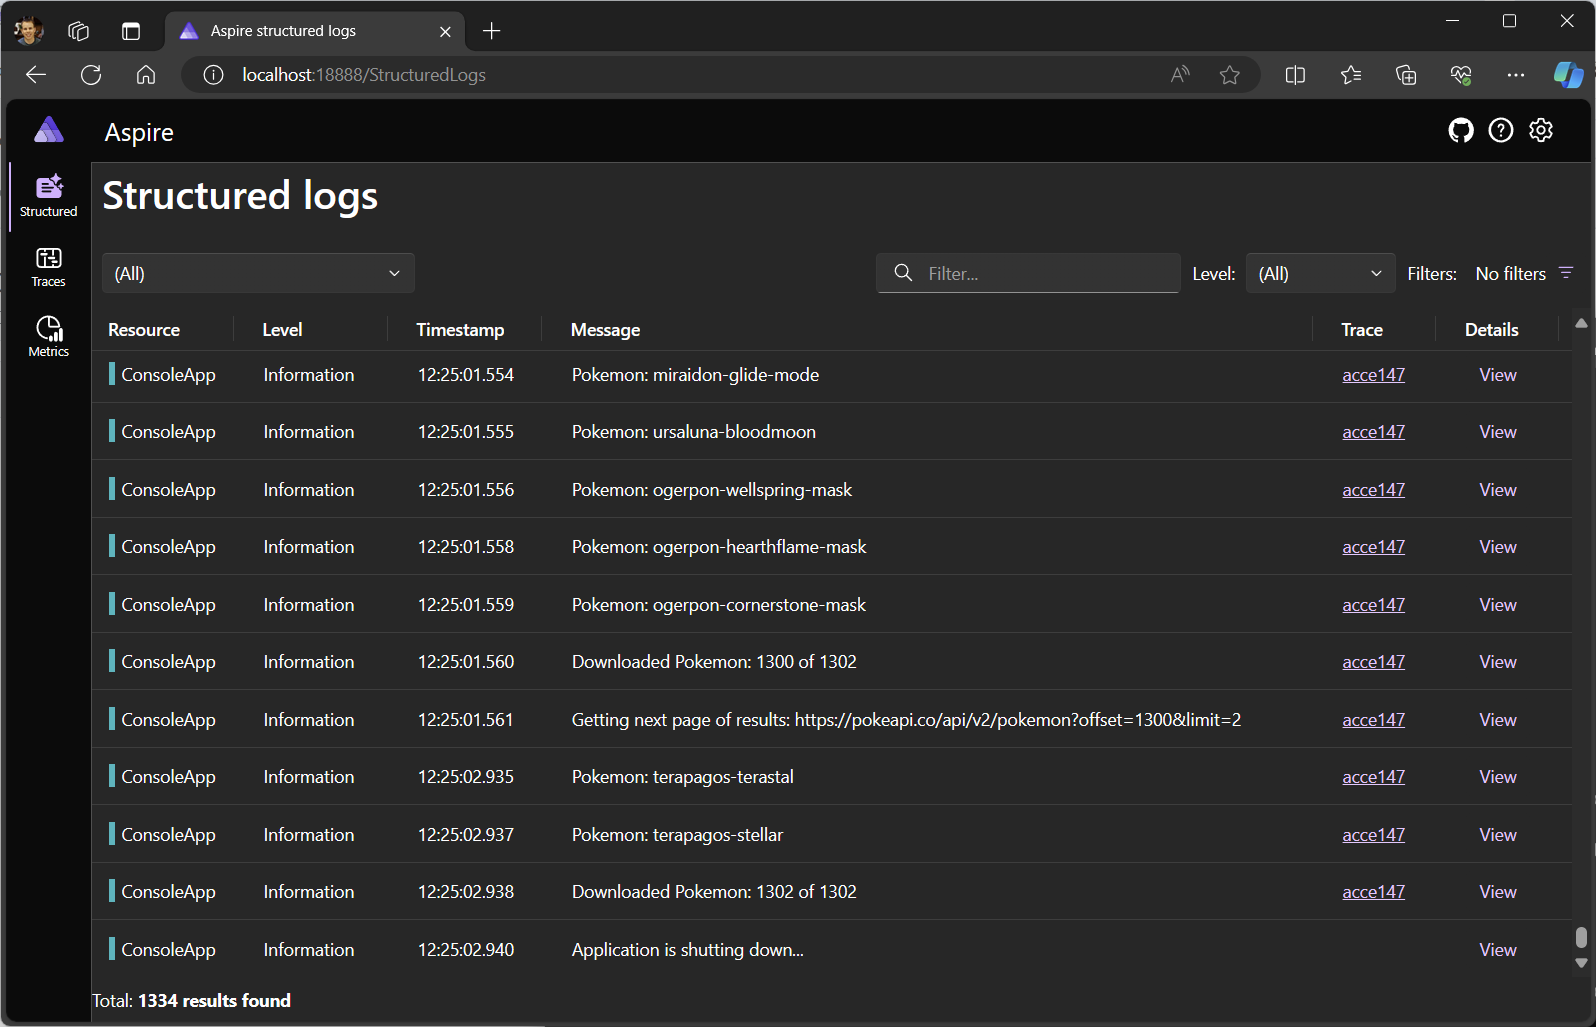 Aspire structured logs
localhost:18888/StructuredLogs
Aspire
Structured
Traces
Metrics
Structured logs
(All)
Filter...
Level: (All)
Filters: No filters
Resource Level Timestamp Message Trace Details
ConsoleApp Information 12:25:01.554 Pokemon: miraidon-glide-mode acce147 View
ConsoleApp Information 12:25:01.555 Pokemon: ursaluna-bloodmoon acce147 View
ConsoleApp Information 12:25:01.556 Pokemon: ogerpon-wellspring-mask acce147 View
ConsoleApp Information 12:25:01.558 Pokemon: ogerpon-hearthflame-mask acce147 View
ConsoleApp Information 12:25:01.559 Pokemon: ogerpon-cornerstone-mask acce147 View
ConsoleApp Information 12:25:01.560 Downloaded Pokemon: 1300 of 1302 acce147 View
ConsoleApp Information 12:25:01.561 Getting next page of results: https://pokeapi.co/api/v2/pokemon?offset=1300&limit=2 acce147 View
ConsoleApp Information 12:25:02.935 Pokemon: terapagos-terastal acce147 View
ConsoleApp Information 12:25:02.937 Pokemon: terapagos-stellar acce147 View
ConsoleApp Information 12:25:02.938 Downloaded Pokemon: 1302 of 1302 acce147 View
ConsoleApp Information 12:25:02.940 Application is shutting down... View
Total: 1334 results found